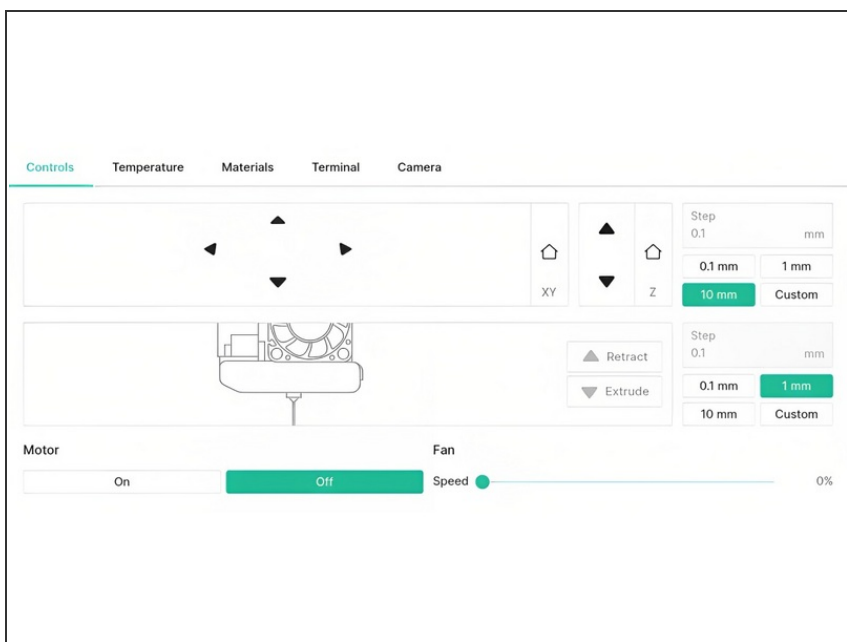 Controls Temperature Materials Terminal Camera
Step
0.1 mm
0.1 mm 1 mm
XY Z 10 mm Custom
Step
0.1 mm
Retract
0.1 mm 1 mm
Extrude
10 mm Custom
Motor Fan
On Off Speed 0%